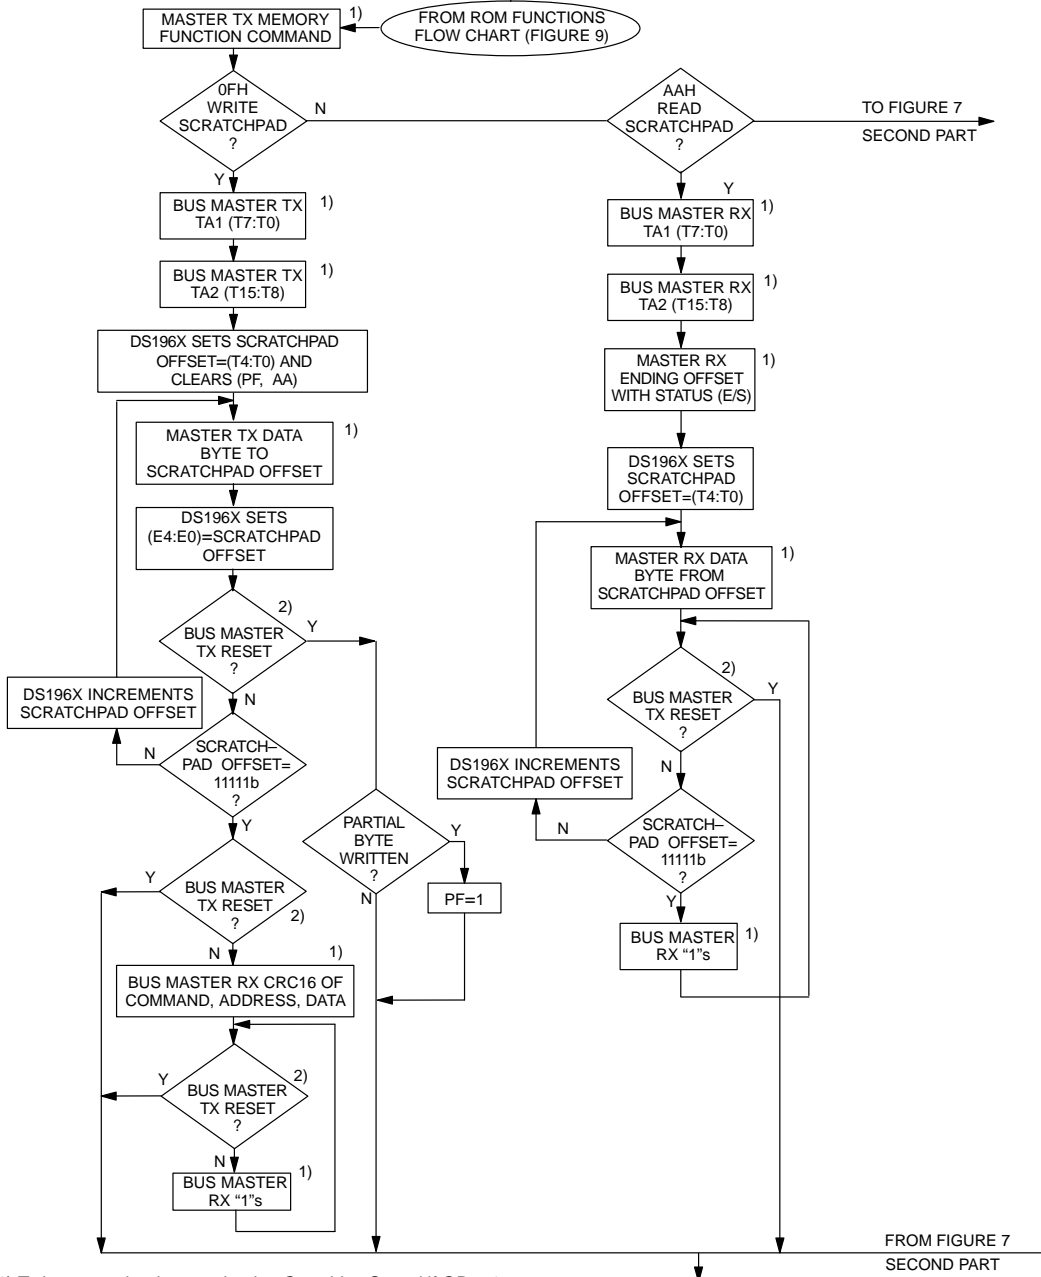 MASTER TX MEMORY
FUNCTION COMMAND
1)
FROM ROM FUNCTIONS
FLOW CHART (FIGURE 9)
0FH
WRITE
SCRATCHPAD
?
N
Y
AAH
READ
SCRATCHPAD
?
Y
TO FIGURE 7
SECOND PART
BUS MASTER TX
TA1 (T7:T0)
1)
BUS MASTER TX
TA2 (T15:T8)
1)
DS196X SETS SCRATCHPAD
OFFSET=(T4:T0) AND
CLEARS (PF, AA)
MASTER TX DATA
BYTE TO
SCRATCHPAD OFFSET
1)
DS196X SETS
(E4:E0)=SCRATCHPAD
OFFSET
BUS MASTER
TX RESET
?
2)
Y
N
DS196X INCREMENTS
SCRATCHPAD OFFSET
SCRATCH–
PAD OFFSET=
11111b
?
N
Y
PARTIAL
BYTE
WRITTEN
?
Y
N
PF=1
BUS MASTER
TX RESET
?
2)
Y
N
BUS MASTER RX CRC16 OF
COMMAND, ADDRESS, DATA
1)
BUS MASTER
TX RESET
?
2)
Y
N
BUS MASTER
RX “1”s
1)
BUS MASTER RX
TA1 (T7:T0)
1)
BUS MASTER RX
TA2 (T15:T8)
1)
MASTER RX
ENDING OFFSET
WITH STATUS (E/S)
1)
DS196X SETS
SCRATCHPAD
OFFSET=(T4:T0)
MASTER RX DATA
BYTE FROM
SCRATCHPAD OFFSET
1)
BUS MASTER
TX RESET
?
2)
Y
N
DS196X INCREMENTS
SCRATCHPAD OFFSET
SCRATCH–
PAD OFFSET=
11111b
?
N
Y
BUS MASTER
RX “1”s
1)
FROM FIGURE 7
SECOND PART